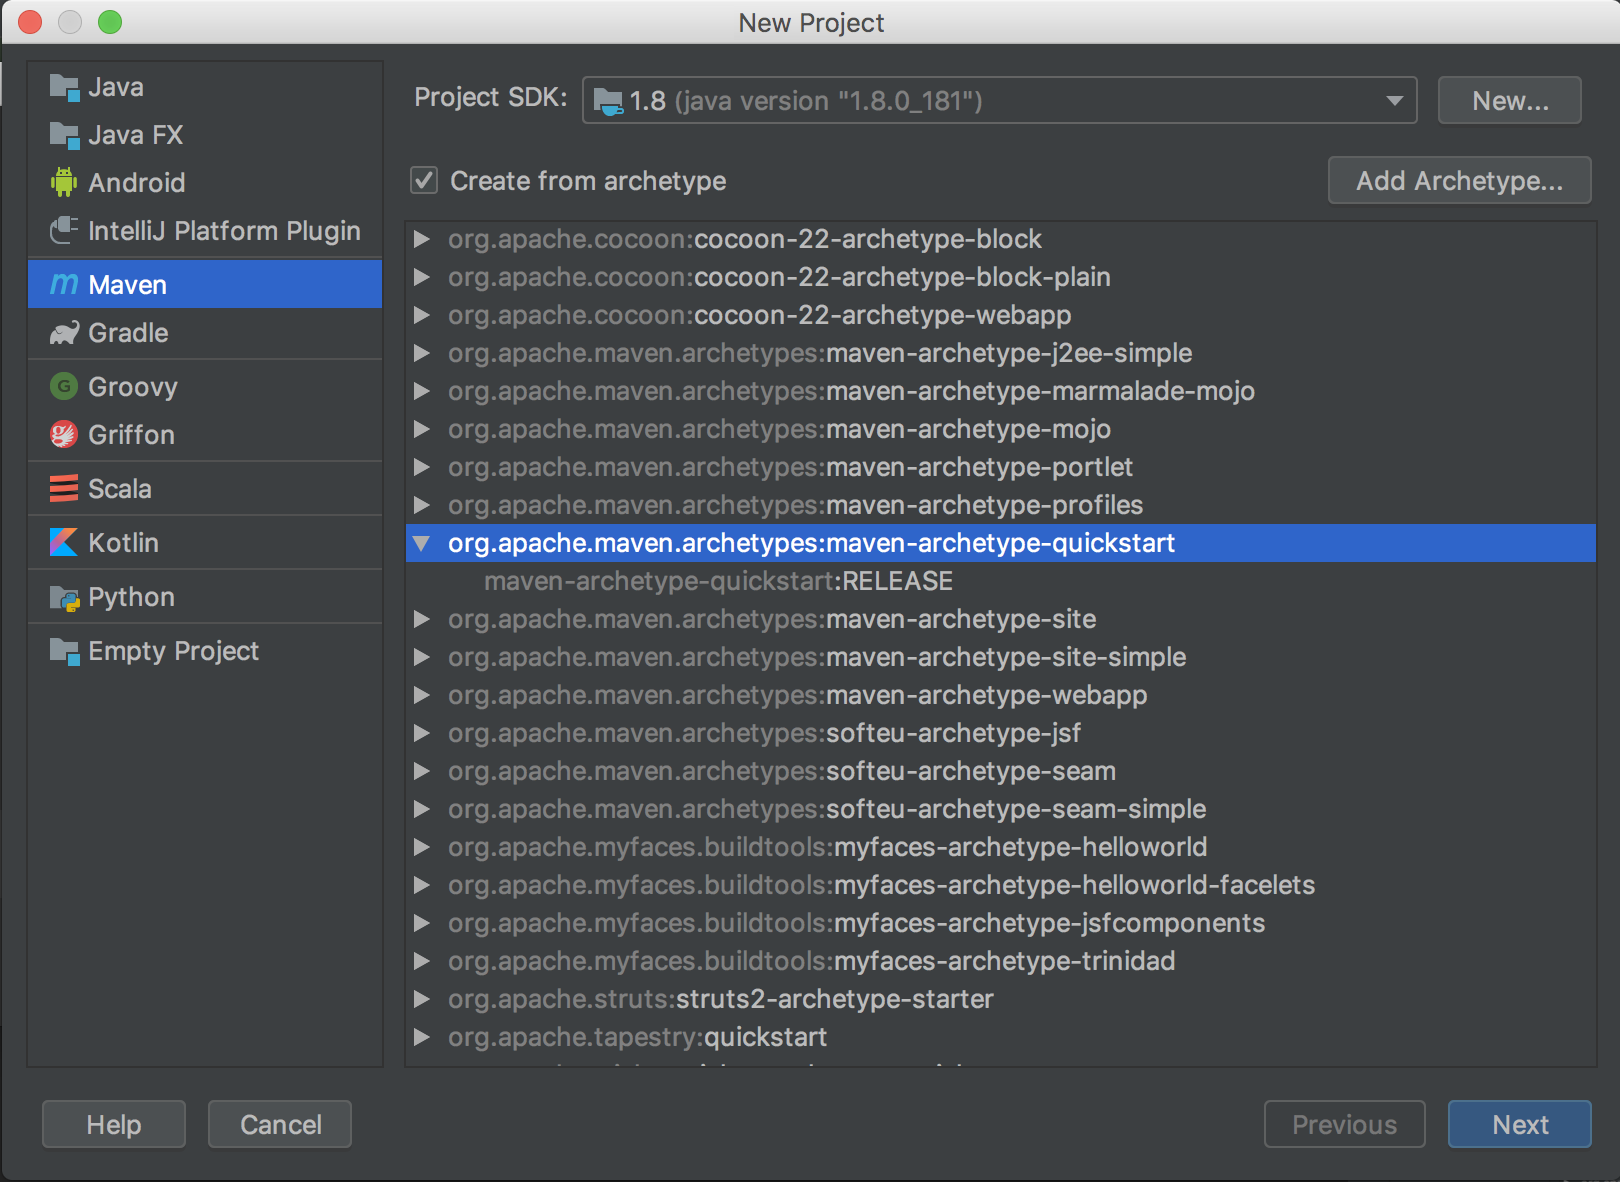 New Project
Java
Java FX
Android
IntelliJ Platform Plugin
Maven
Gradle
Groovy
Griffon
Scala
Kotlin
Python
Empty Project
Project SDK: 1.8 (java version "1.8.0_181") New...
Create from archetype Add Archetype...
org.apache.cocoon:cocoon-22-archetype-block
org.apache.cocoon:cocoon-22-archetype-block-plain
org.apache.cocoon:cocoon-22-archetype-webapp
org.apache.maven.archetypes:maven-archetype-j2ee-simple
org.apache.maven.archetypes:maven-archetype-marmalade-mojo
org.apache.maven.archetypes:maven-archetype-mojo
org.apache.maven.archetypes:maven-archetype-portlet
org.apache.maven.archetypes:maven-archetype-profiles
org.apache.maven.archetypes:maven-archetype-quickstart
maven-archetype-quickstart:RELEASE
org.apache.maven.archetypes:maven-archetype-site
org.apache.maven.archetypes:maven-archetype-site-simple
org.apache.maven.archetypes:maven-archetype-webapp
org.apache.maven.archetypes:softeu-archetype-jsf
org.apache.maven.archetypes:softeu-archetype-seam
org.apache.maven.archetypes:softeu-archetype-seam-simple
org.apache.myfaces.buildtools:myfaces-archetype-helloworld
org.apache.myfaces.buildtools:myfaces-archetype-helloworld-facelets
org.apache.myfaces.buildtools:myfaces-archetype-jsfcomponents
org.apache.myfaces.buildtools:myfaces-archetype-trinidad
org.apache.struts:struts2-archetype-starter
org.apache.tapestry:quickstart
Help Cancel Previous Next